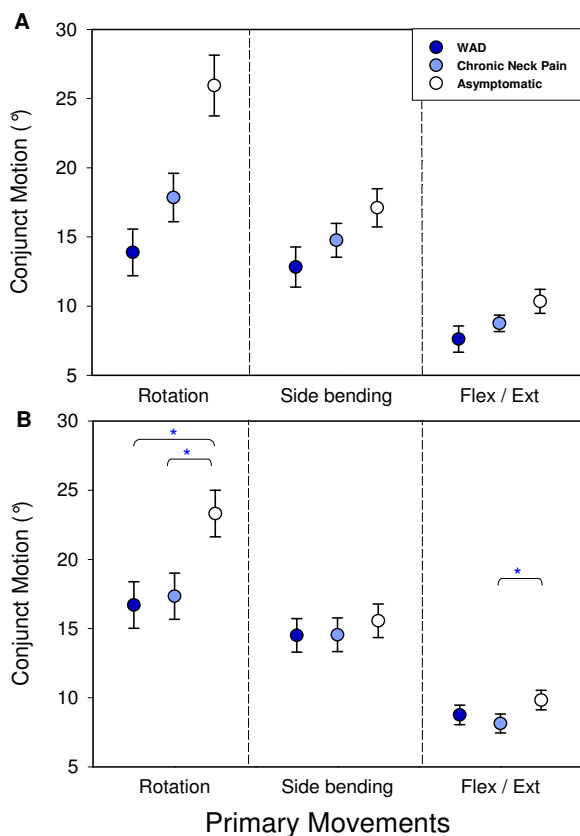 A
30
WAD
Chronic Neck Pain
Asymptomatic
25
20
15
10
5
Conjunct Motion (°)
Rotation Side bending Flex / Ext
B
30
* 
*
25
20
*
15
10
5
Conjunct Motion (°)
Rotation Side bending Flex / Ext
Primary Movements